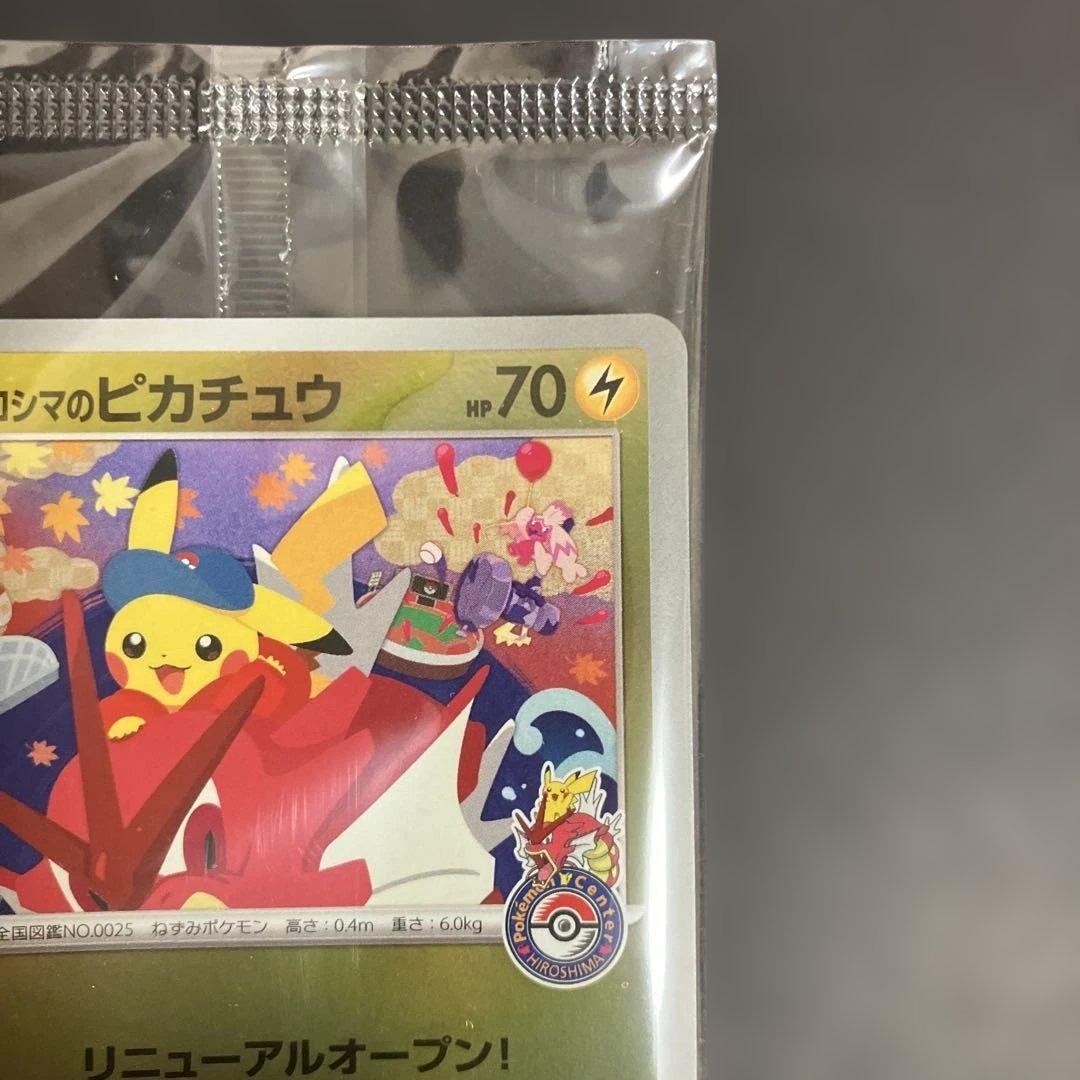 ロシマのピカチュウ HP 70
全国図鑑NO.0025 ねずみポケモン 高さ:0.4m 重さ:6.0kg
Pokémon Center
HIROSHIMA
リニューアルオープン!